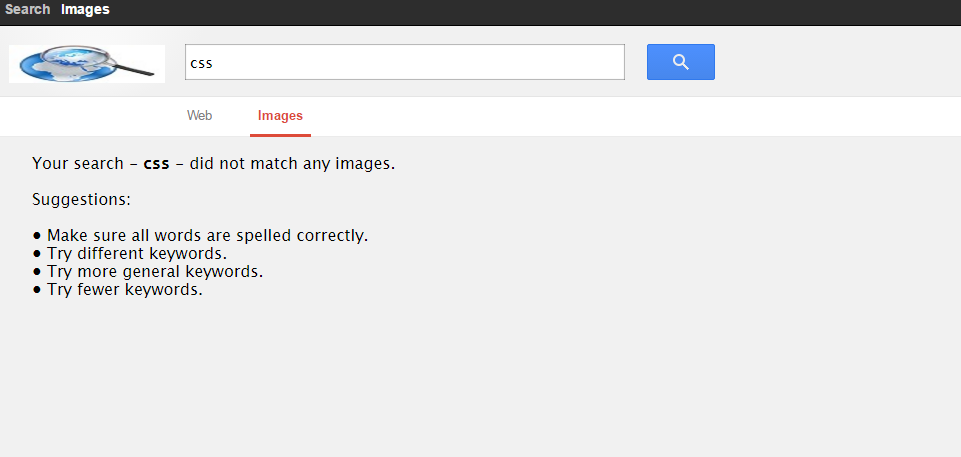 Search Images
css
Web Images
Your search – css – did not match any images.
Suggestions:
● Make sure all words are spelled correctly.
● Try different keywords.
● Try more general keywords.
● Try fewer keywords.